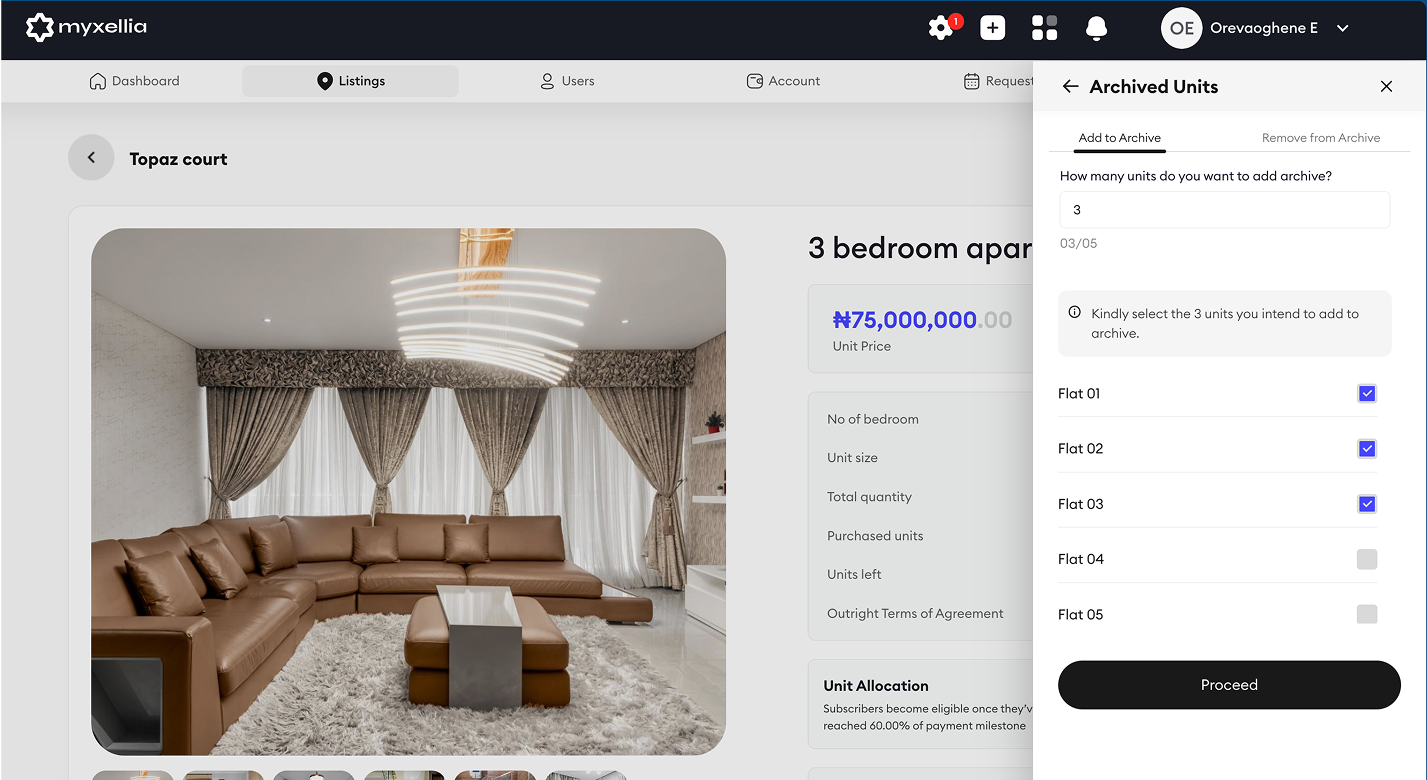 myxellia
1
OE
Orevaoghene E
Dashboard
Listings
Users
Account
Request
Topaz court
3 bedroom apar
₦75,000,000.00
Unit Price
No of bedroom
Unit size
Total quantity
Purchased units
Units left
Outright Terms of Agreement
Unit Allocation
Subscribers become eligible once they'v
reached 60.00% of payment milestone
Archived Units
Add to Archive
Remove from Archive
How many units do you want to add archive?
3
03/05
Kindly select the 3 units you intend to add to
archive.
Flat 01
Flat 02
Flat 03
Flat 04
Flat 05
Proceed